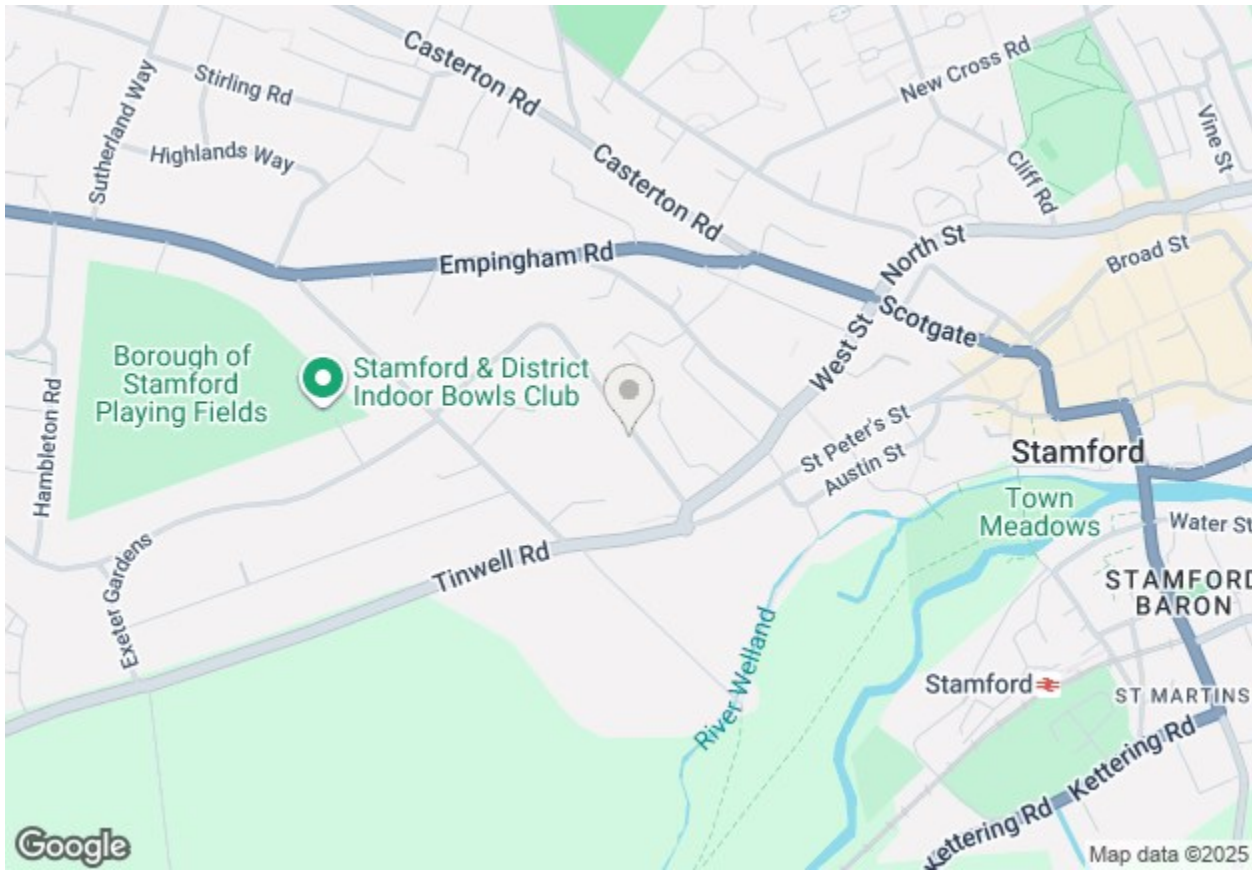 Casterton Rd
New Cross Rd
Stirling Rd
Sutherland Way
Vine St
Highlands Way
Casterton Rd
Cliff Rd
North St
Broad St
Empingham Rd
Scotgate
West St
Borough of
Stamford
Playing Fields
Stamford & District
Indoor Bowls Club
Hambleton Rd
St Peter's St
Austin St
Stamford
Town
Meadows
Water St
Tinwell Rd
Exeter Gardens
STAMFORD
BARON
River Welland
Stamford
ST MARTINS
Kettering Rd
Kettering Rd
Google
Map data ©2025